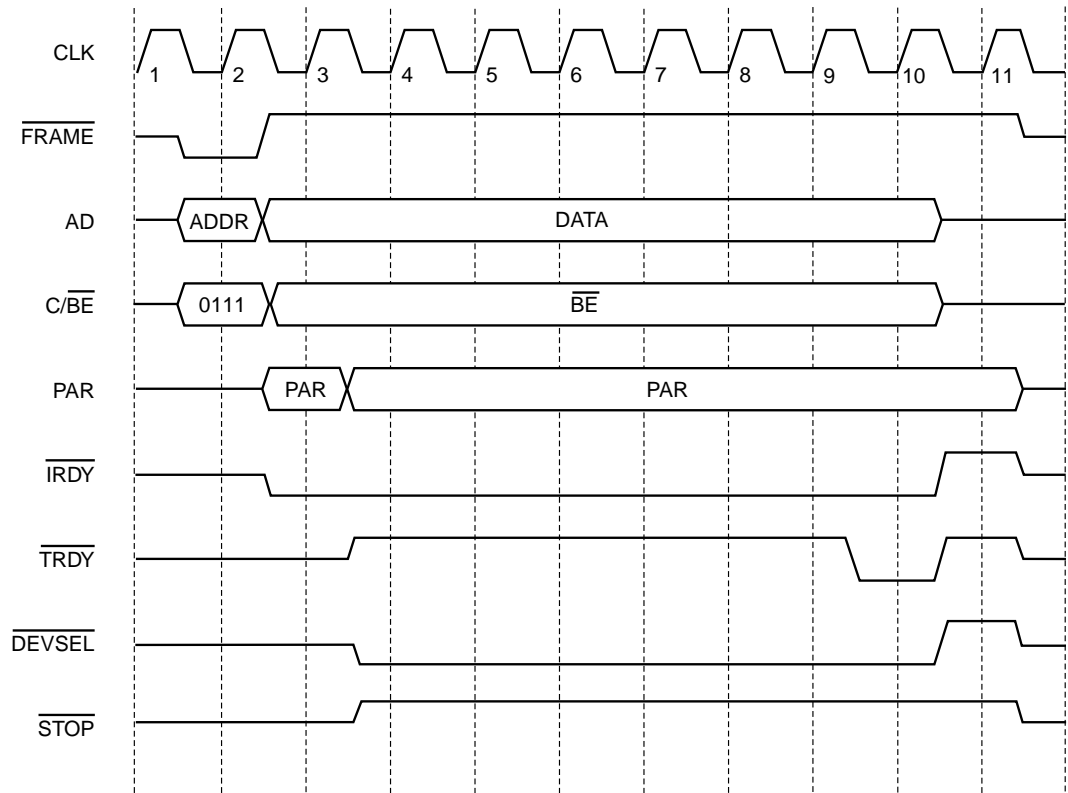 CLK
1 2 3 4 5 6 7 8 9 10 11
FRAME
AD ADDR DATA
C/BE 0111 BE
PAR PAR PAR
IRDY
TRDY
DEVSEL
STOP